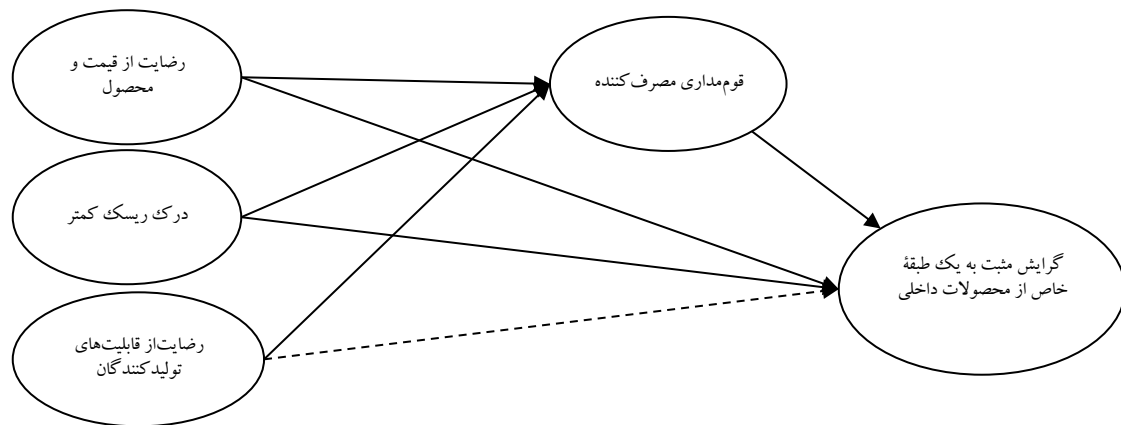 رضایت از قیمت و
محصول
قوم‌مداری مصرف‌کننده
درک ریسک کمتر
گرایش مثبت به یک طبقۀ
خاص از محصولات داخلی
رضایت‌از قابلیت‌های
تولیدکنندگان